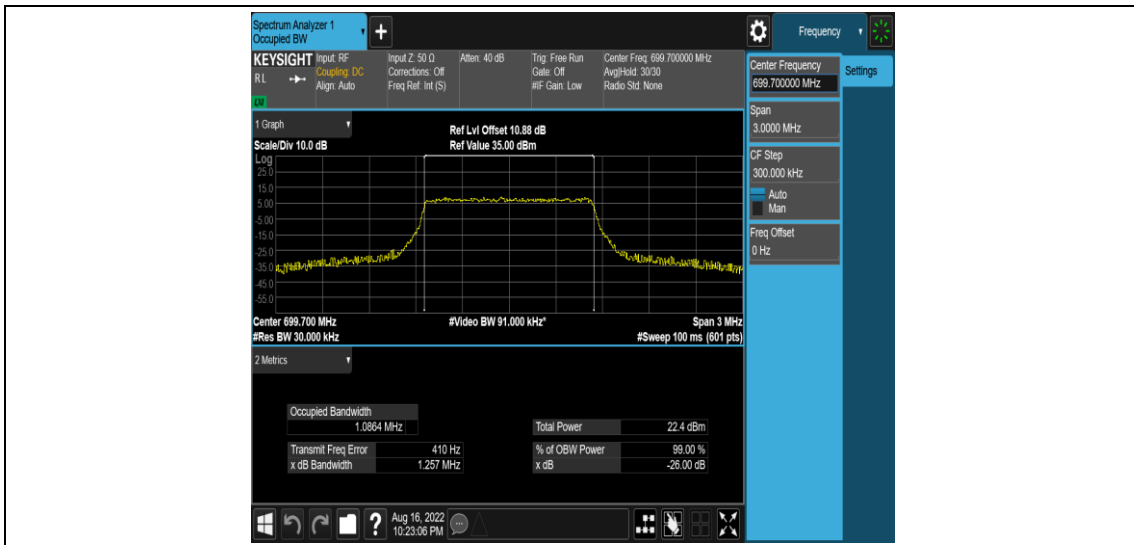 Spectrum Analyzer 1
Occupied BW
+
Frequency
KEYSIGHT
RL
LXI
Input: RF
Coupling: DC
Align: Auto
Input Z: 50 Ω
Corrections: Off
Freq Ref: Int (S)
Atten: 40 dB
Trig: Free Run
Gate: Off
#IF Gain: Low
Center Freq: 699.700000 MHz
Avg|Hold: 30/30
Radio Std: None
Center Frequency
699.700000 MHz
Settings
Span
3.0000 MHz
CF Step
300.000 kHz
Auto
Man
Freq Offset
0 Hz
1 Graph
Scale/Div 10.0 dB
Ref Lvl Offset 10.88 dB
Ref Value 35.00 dBm
Log
25.0
15.0
5.00
-5.00
-15.0
-25.0
-35.0
-45.0
-55.0
Center 699.700 MHz
#Video BW 91.000 kHz*
Span 3 MHz
#Res BW 30.000 kHz
#Sweep 100 ms (601 pts)
2 Metrics
Occupied Bandwidth
1.0864 MHz
Total Power 22.4 dBm
Transmit Freq Error 410 Hz
% of OBW Power 99.00 %
x dB Bandwidth 1.257 MHz
x dB -26.00 dB
?
Aug 16, 2022
10:23:06 PM